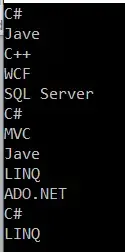 C#
Jave
C++
WCF
SQL Server
C#
MVC
Jave
LINQ
ADO.NET
C#
LINQ